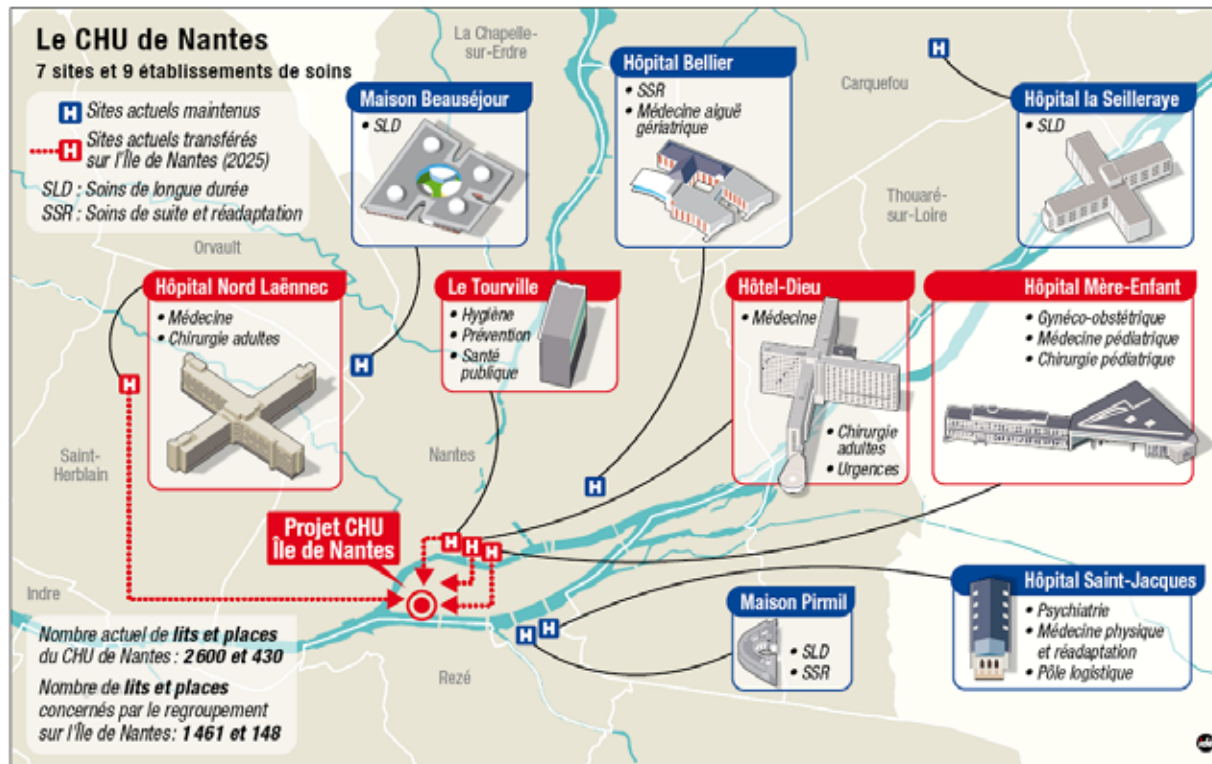 Le CHU de Nantes
7 sites et 9 établissements de soins
H Sites actuels maintenus
H Sites actuels transférés
sur l'Île de Nantes (2025)
SLD : Soins de longue durée
SSR : Soins de suite et réadaptation
La Chapelle-
sur-Erdre
Carquefou
Thouaré-
sur-Loire
Orvault
Saint-
Herblain
Nantes
Indre
Rezé
Maison Beauséjour
• SLD
Hôpital Bellier
• SSR
• Médecine aiguë
gériatrique
Hôpital la Seilleraye
• SLD
Hôpital Nord Laënnec
• Médecine
• Chirurgie adultes
Le Tourville
• Hygiène
• Prévention
• Santé
publique
Hôtel-Dieu
• Médecine
• Chirurgie
adultes
• Urgences
Hôpital Mère-Enfant
• Gynéco-obstétrique
• Médecine pédiatrique
• Chirurgie pédiatrique
H
H
H
H
H
H
H
H
H
Projet CHU
Île de Nantes
Maison Pirmil
• SLD
• SSR
Hôpital Saint-Jacques
• Psychiatrie
• Médecine physique
et réadaptation
• Pôle logistique
Nombre actuel de lits et places
du CHU de Nantes : 2 600 et 430
Nombre de lits et places
concernés par le regroupement
sur l'Île de Nantes : 1 461 et 148